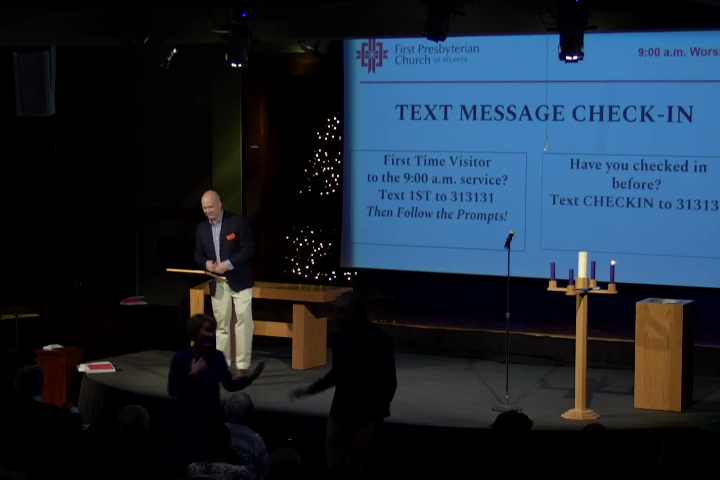 First Presbyterian
Church OF ATLANTA
9:00 a.m. Wors
TEXT MESSAGE CHECK-IN
First Time Visitor
to the 9:00 a.m. service?
Text 1ST to 313131
Then Follow the Prompts!
Have you checked in
before?
Text CHECKIN to 31313